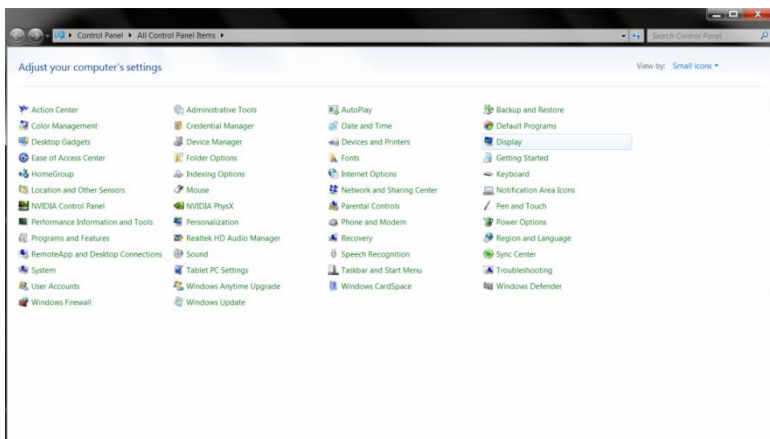 Control Panel All Control Panel Items
Search Control Panel
Adjust your computer's settings
View by: Small icons
Action Center
Administrative Tools
AutoPlay
Backup and Restore
Color Management
Credential Manager
Date and Time
Default Programs
Desktop Gadgets
Device Manager
Devices and Printers
Display
Ease of Access Center
Folder Options
Fonts
Getting Started
HomeGroup
Indexing Options
Internet Options
Keyboard
Location and Other Sensors
Mouse
Network and Sharing Center
Notification Area Icons
NVIDIA Control Panel
NVIDIA PhysX
Parental Controls
Pen and Touch
Performance Information and Tools
Personalization
Phone and Modem
Power Options
Programs and Features
Realtek HD Audio Manager
Recovery
Region and Language
RemoteApp and Desktop Connections
Sound
Speech Recognition
Sync Center
System
Tablet PC Settings
Taskbar and Start Menu
Troubleshooting
User Accounts
Windows Anytime Upgrade
Windows CardSpace
Windows Defender
Windows Firewall
Windows Update